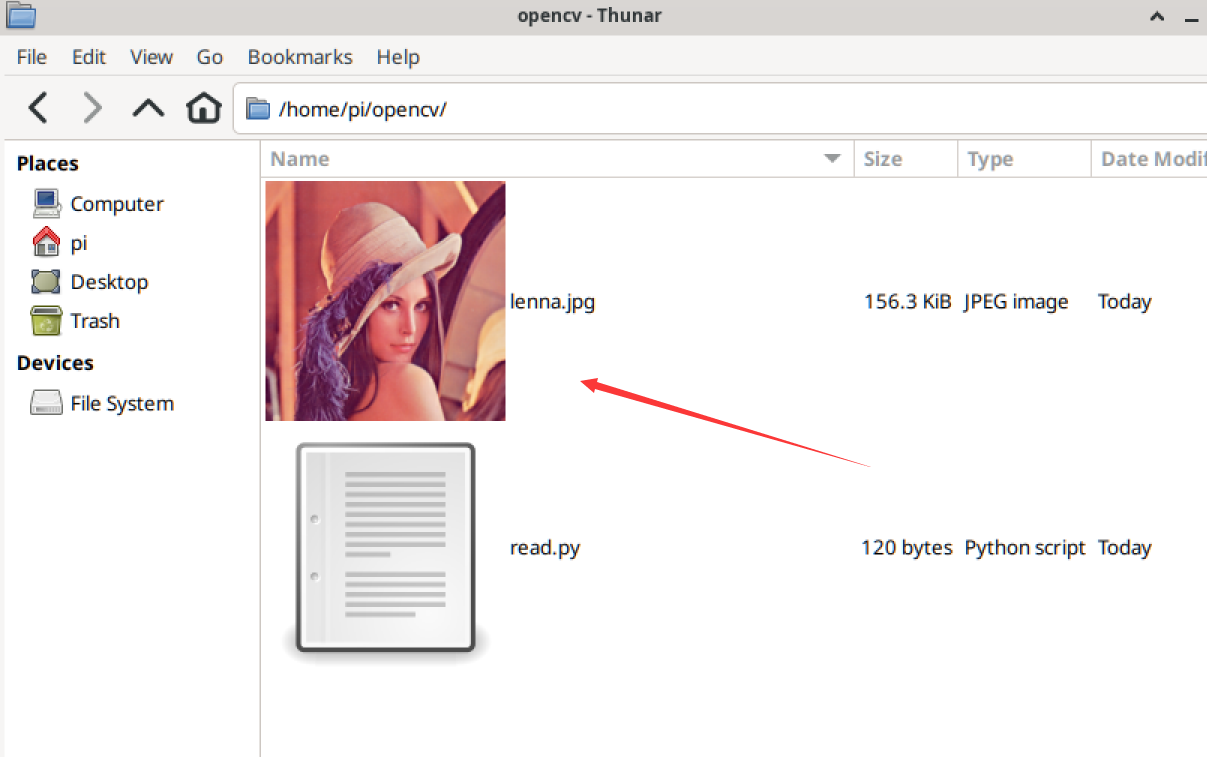 opencv - Thunar
File Edit View Go Bookmarks Help
/home/pi/opencv/
Places
Computer
pi
Desktop
Trash
Devices
File System
Name Size Type Date Modif
lenna.jpg 156.3 KiB JPEG image Today
read.py 120 bytes Python script Today